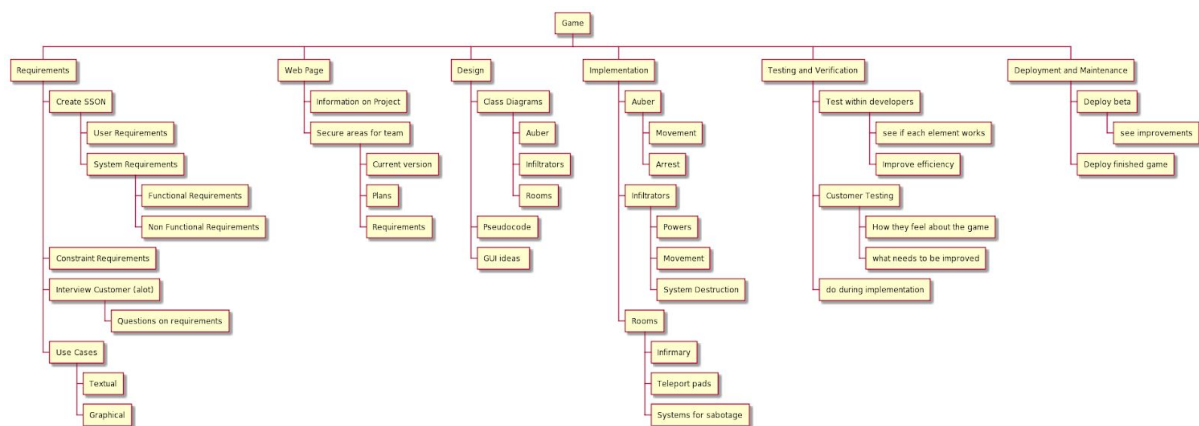 Game
Requirements
Create SSON
User Requirements
System Requirements
Functional Requirements
Non Functional Requirements
Constraint Requirements
Interview Customer (alot)
Questions on requirements
Use Cases
Textual
Graphical
Web Page
Information on Project
Secure areas for team
Current version
Plans
Requirements
Design
Class Diagrams
Auber
Infiltrators
Rooms
Pseudocode
GUI ideas
Implementation
Auber
Movement
Arrest
Infiltrators
Powers
Movement
System Destruction
Rooms
Infirmary
Teleport pads
Systems for sabotage
Testing and Verification
Test within developers
see if each element works
Improve efficiency
Customer Testing
How they feel about the game
what needs to be improved
do during implementation
Deployment and Maintenance
Deploy beta
see improvements
Deploy finished game